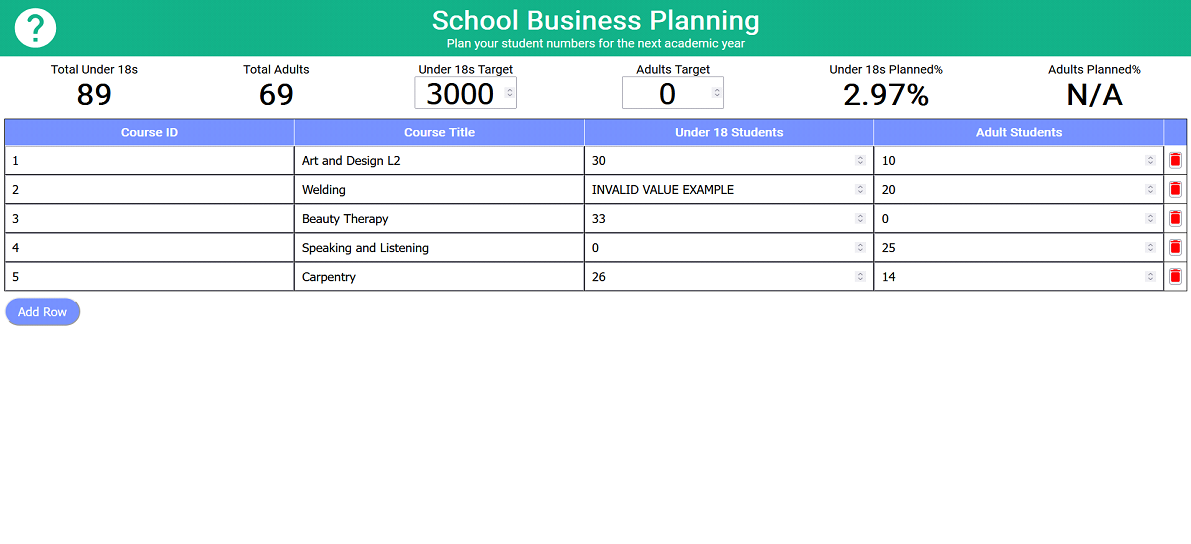 ?
School Business Planning
Plan your student numbers for the next academic year
Total Under 18s Total Adults Under 18s Target Adults Target Under 18s Planned% Adults Planned%
89 69 3000 0 2.97% N/A
Course ID Course Title Under 18 Students Adult Students
1 Art and Design L2 30 10
2 Welding INVALID VALUE EXAMPLE 20
3 Beauty Therapy 33 0
4 Speaking and Listening 0 25
5 Carpentry 26 14
Add Row